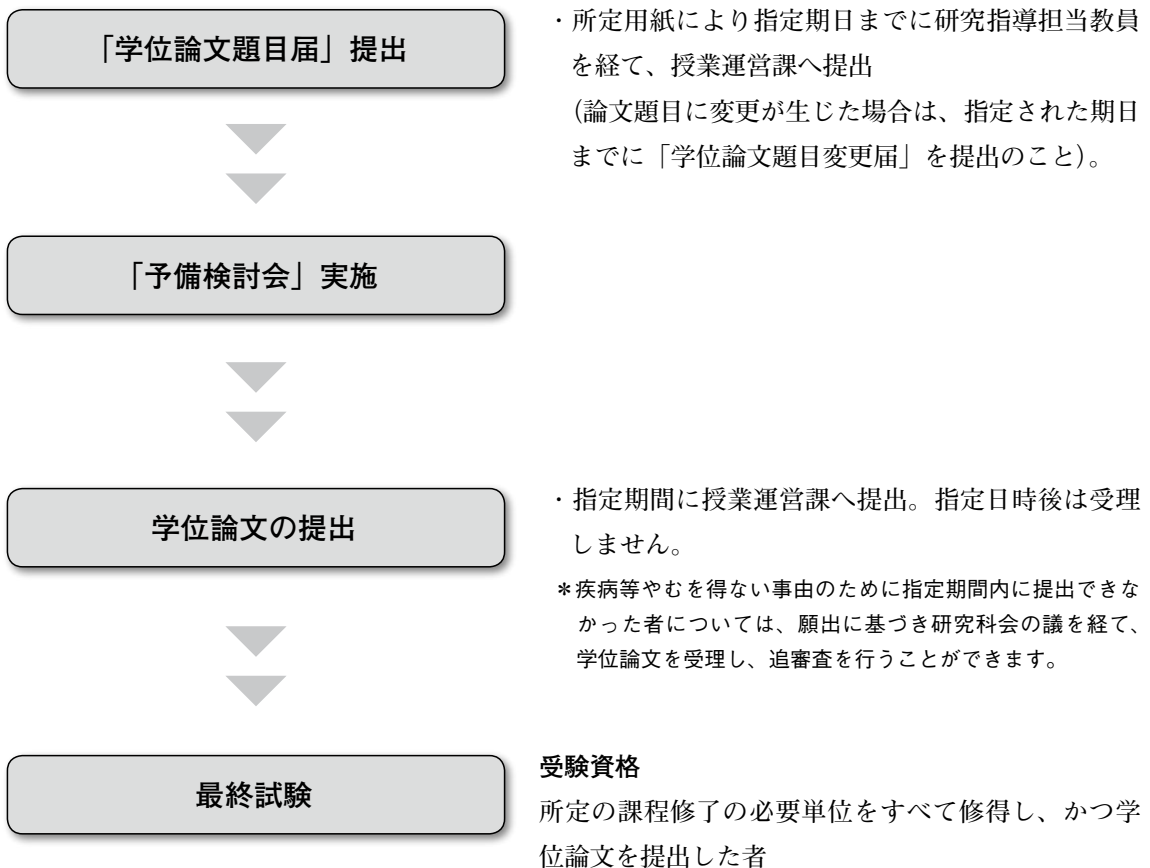 「学位論文題目届」提出
・所定用紙により指定期日までに研究指導担当教員
を経て、授業運営課へ提出
（論文題目に変更が生じた場合は、指定された期日
までに「学位論文題目変更届」を提出のこと）。
「予備検討会」実施
学位論文の提出
・指定期間に授業運営課へ提出。指定日時後は受理
しません。
＊疾病等やむを得ない事由のために指定期間内に提出できな
かった者については、願出に基づき研究科会の議を経て、
学位論文を受理し、追審査を行うことができます。
最終試験
受験資格
所定の課程修了の必要単位をすべて修得し、かつ学
位論文を提出した者